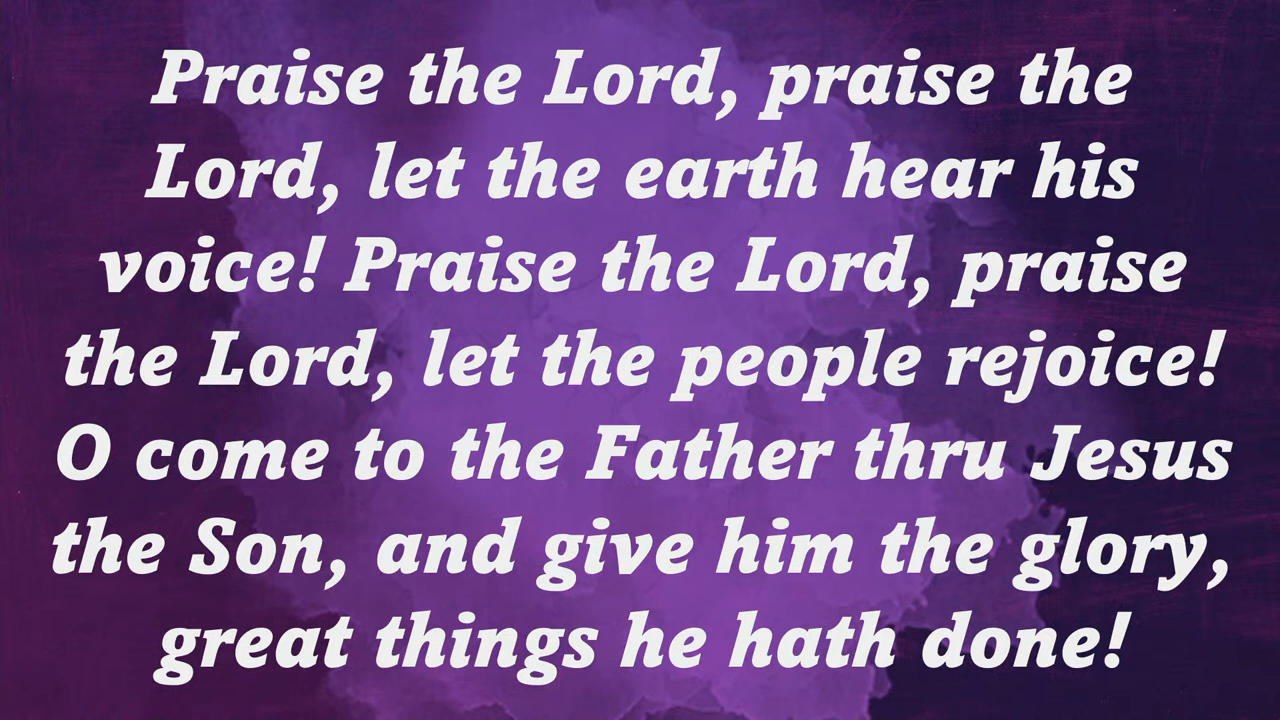 Praise the Lord, praise the
Lord, let the earth hear his
voice! Praise the Lord, praise
the Lord, let the people rejoice!
O come to the Father thru Jesus
the Son, and give him the glory,
great things he hath done!